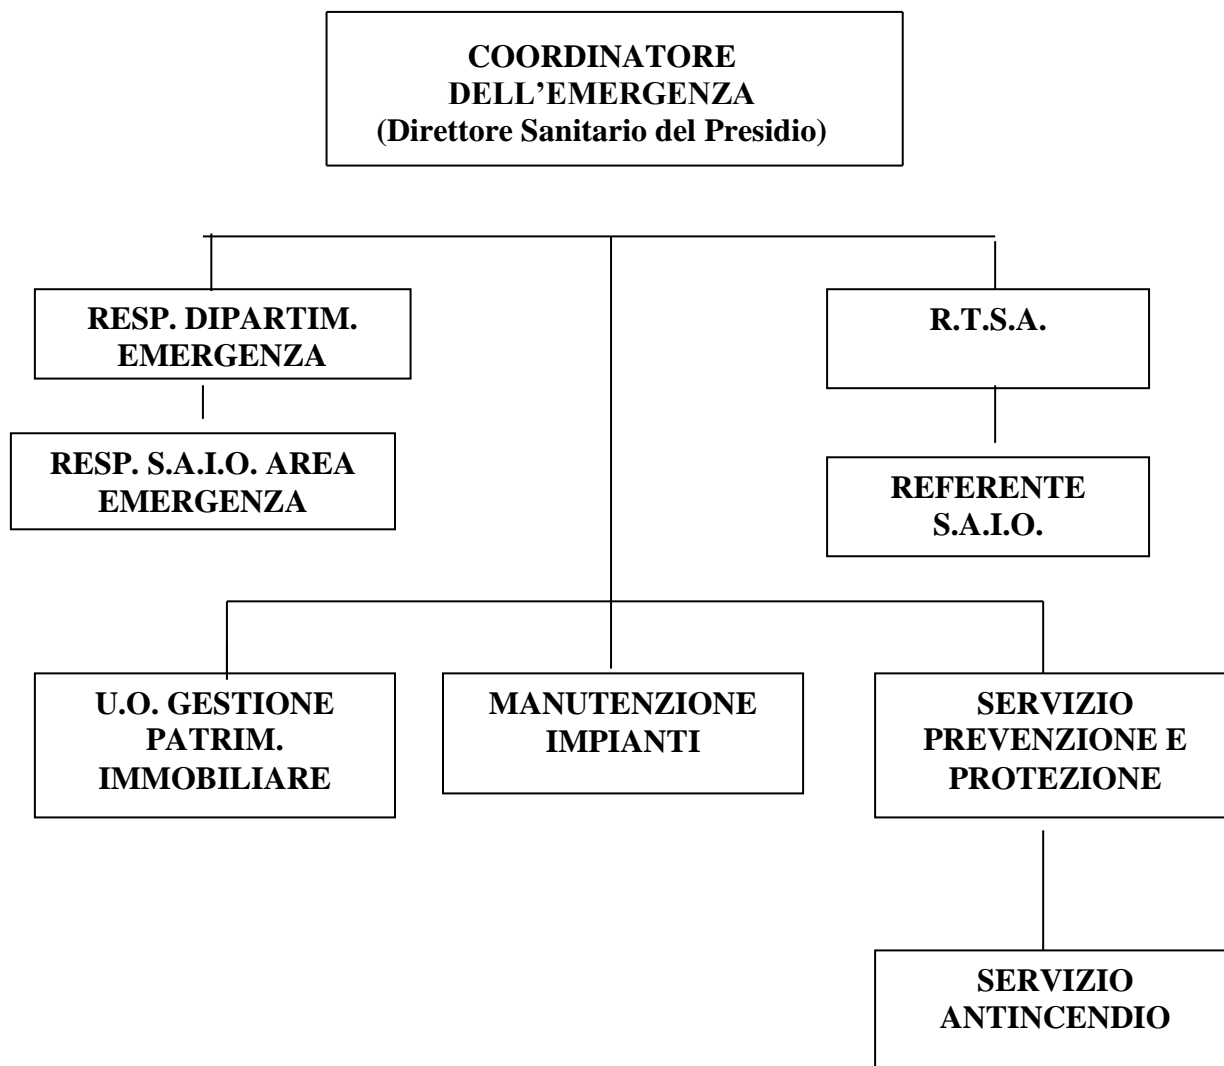 COORDINATORE
DELL’EMERGENZA
(Direttore Sanitario del Presidio)
RESP. DIPARTIM.
EMERGENZA
R.T.S.A.
RESP. S.A.I.O. AREA
EMERGENZA
REFERENTE
S.A.I.O.
U.O. GESTIONE
PATRIM.
IMMOBILIARE
MANUTENZIONE
IMPIANTI
SERVIZIO
PREVENZIONE E
PROTEZIONE
SERVIZIO
ANTINCENDIO